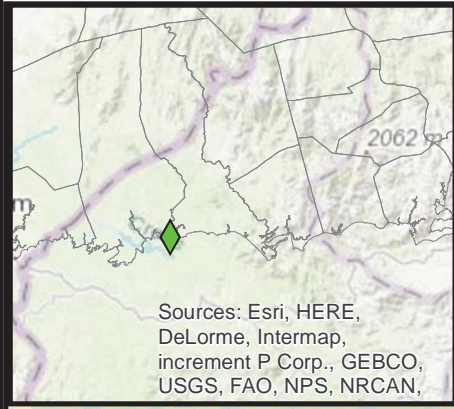 2062 m
m
Sources: Esri, HERE,
DeLorme, Intermap,
increment P Corp., GEBCO,
USGS, FAO, NPS, NRCAN,